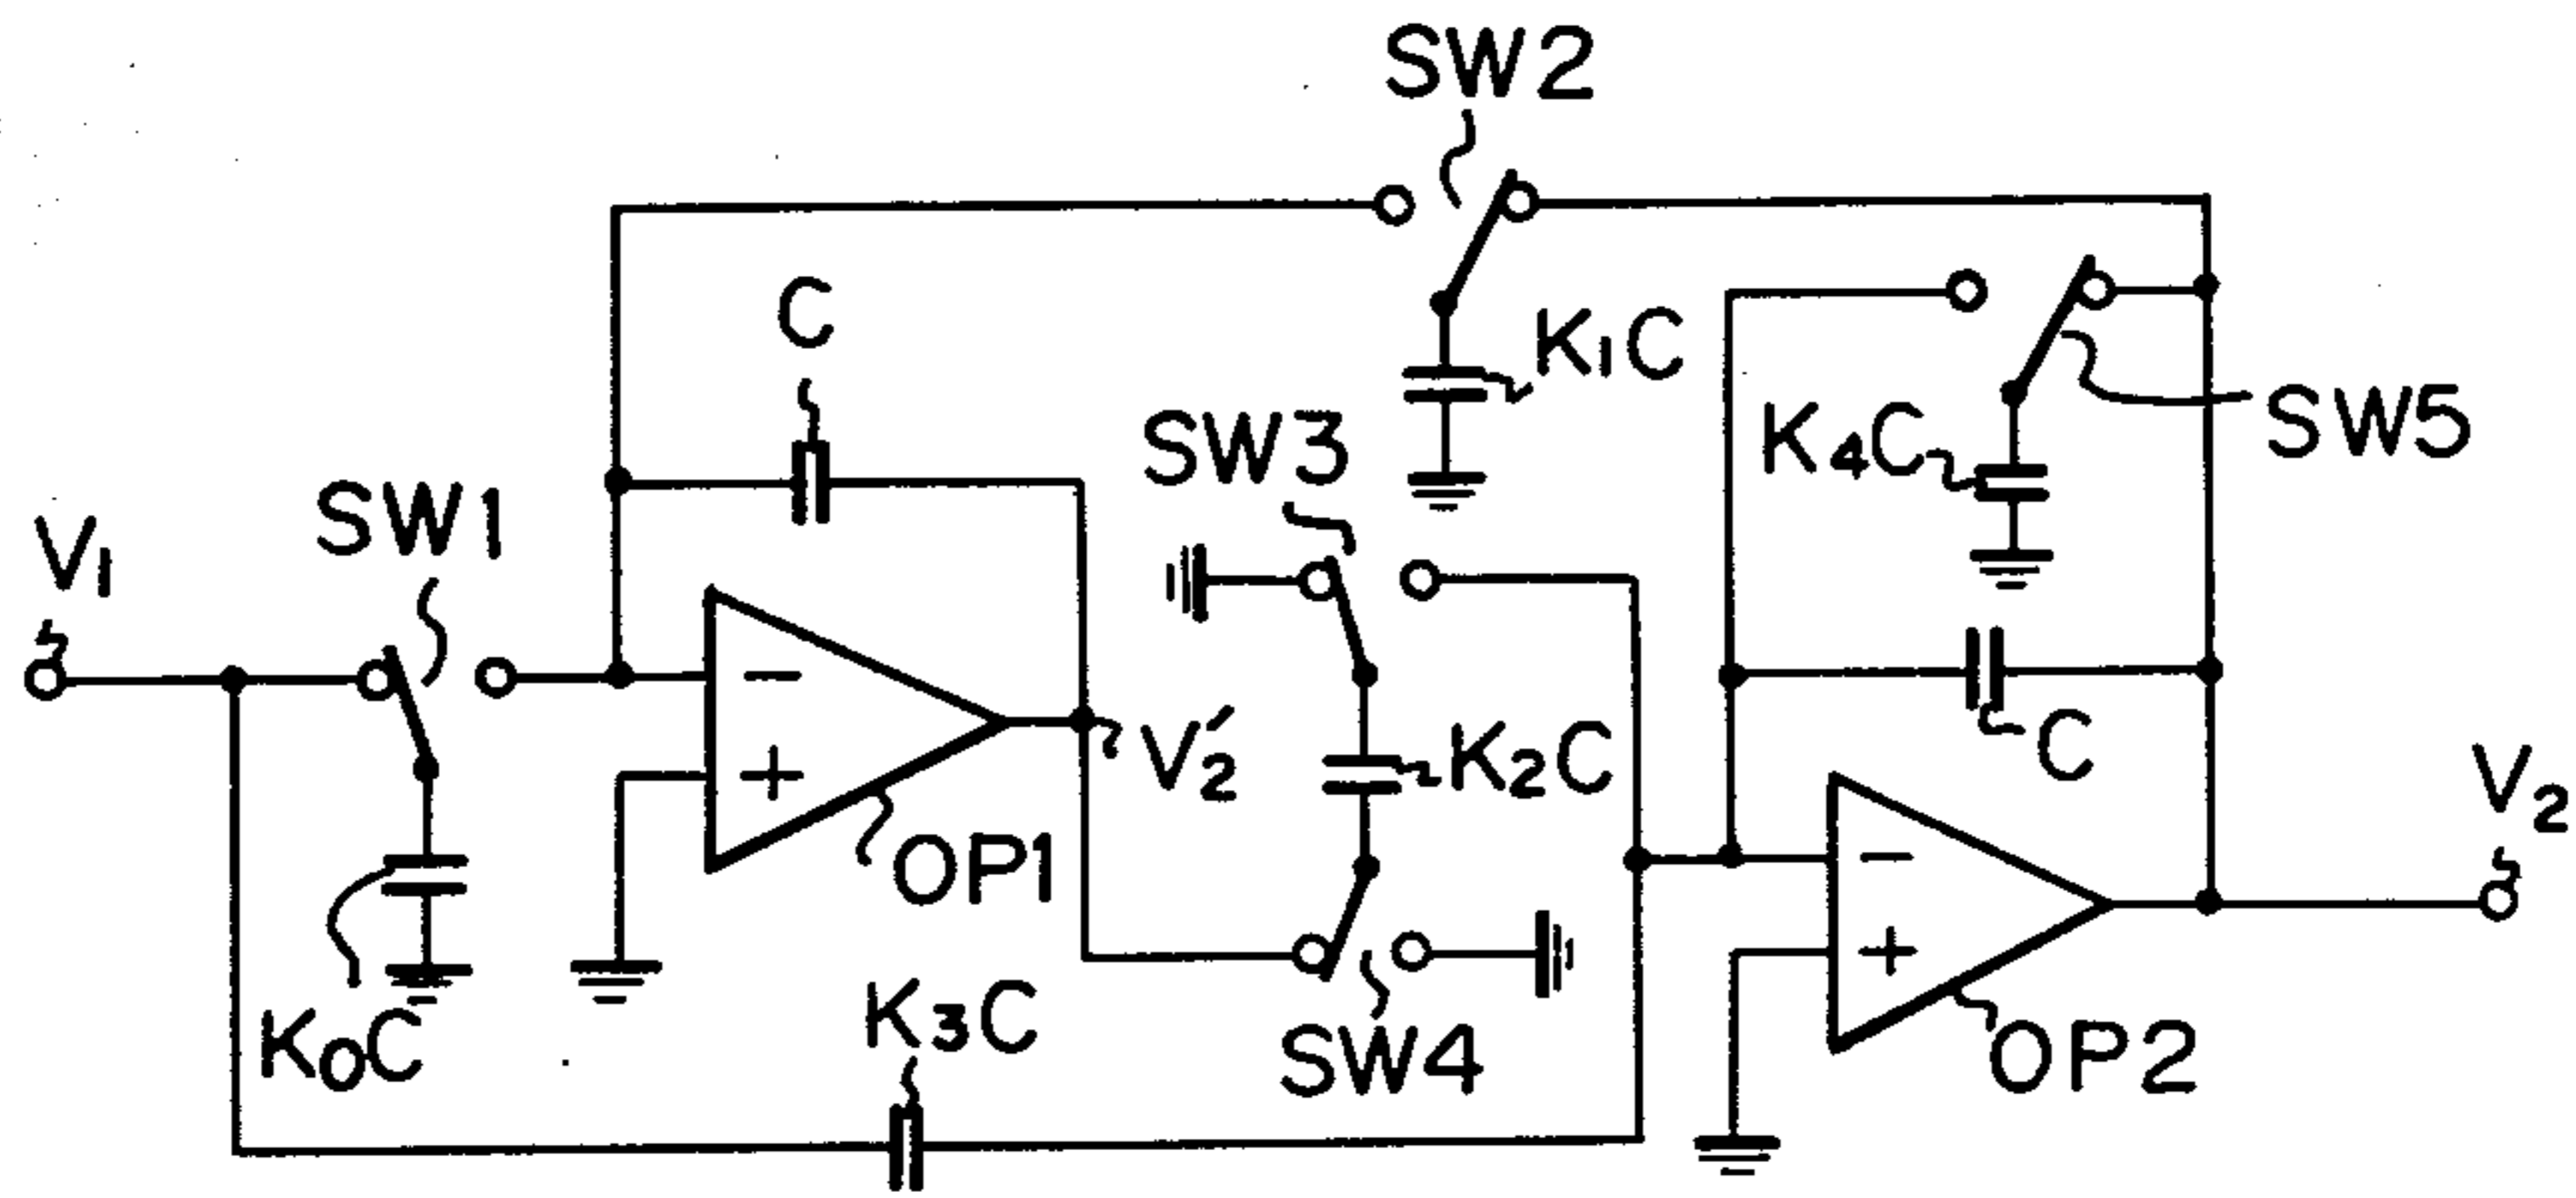 SW2
C
K₁C
SW3
SW1
K₄C
SW5
V₁
−
+
V₂′
K₂C
C
OP1
V₂
−
+
K₀C
K₃C
SW4
OP2